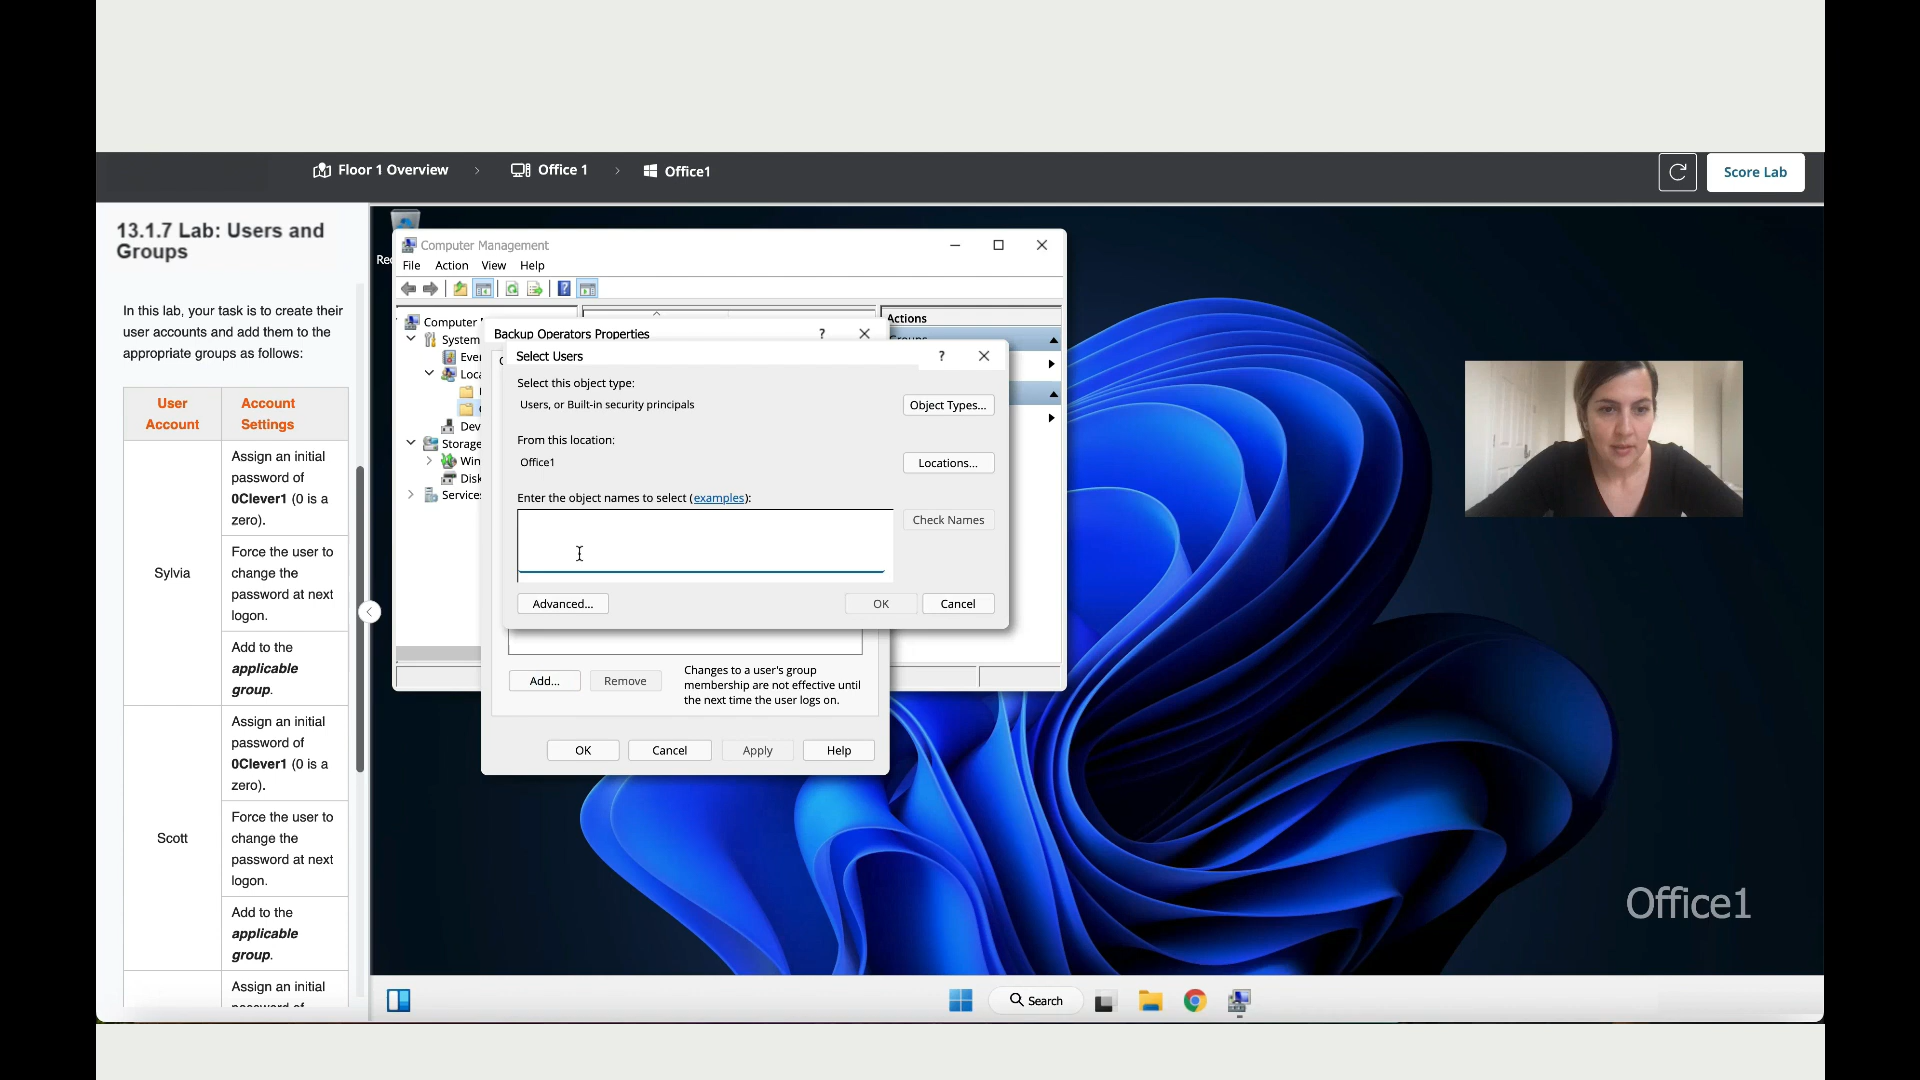 Floor 1 Overview
Office 1
Office1
Score Lab
13.1.7 Lab: Users and
Groups
In this lab, your task is to create their
user accounts and add them to the
appropriate groups as follows:
User
Account
Account
Settings
Sylvia
Assign an initial
password of
0Clever1 (0 is a
zero).
Force the user to
change the
password at next
logon.
Add to the
applicable
group.
Scott
Assign an initial
password of
0Clever1 (0 is a
zero).
Force the user to
change the
password at next
logon.
Add to the
applicable
group.
Assign an initial
Computer Management
File Action View Help
Computer
System
Storage
Disk
Actions
Backup Operators Properties
?
Select Users
?
Select this object type:
Users, or Built-in security principals
Object Types...
From this location:
Office1
Locations...
Enter the object names to select (examples):
Check Names
Advanced...
OK
Cancel
Add...
Remove
Changes to a user's group
membership are not effective until
the next time the user logs on.
OK
Cancel
Apply
Help
Office1
Search